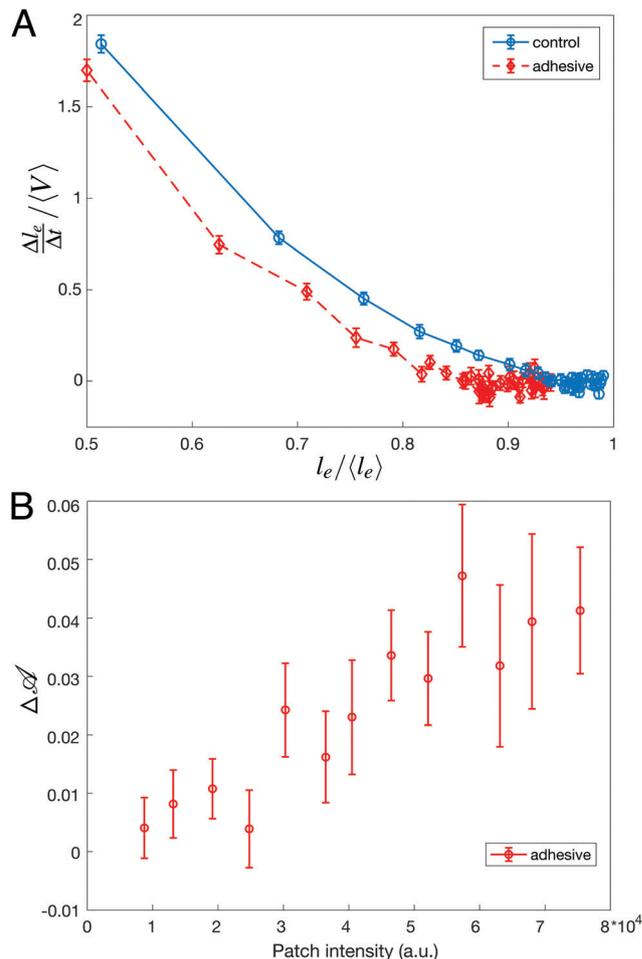 A
2
1.5
1
0.5
0
Δl_e/Δt / ⟨V⟩
control
adhesive
0.5 0.6 0.7 0.8 0.9 1
l_e/⟨l_e⟩
B
0.06
0.05
0.04
0.03
0.02
0.01
0
-0.01
Δ𝒜
adhesive
0 1 2 3 4 5 6 7 8*10⁴
Patch intensity (a.u.)